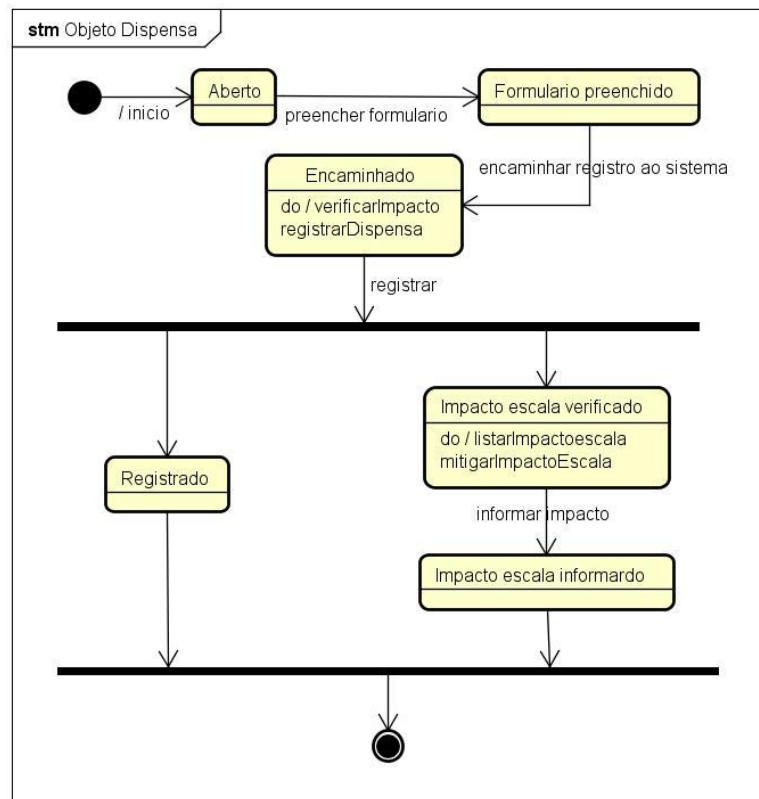 stm Objeto Dispensa
Aberto
Formulario preenchido
/ inicio
preencher formulario
encaminhar registro ao sistema
Encaminhado
do / verificarImpacto
registrarDispensa
registrar
Impacto escala verificado
do / listarImpactoescala
mitigarImpactoEscala
Registrado
informar impacto
Impacto escala informardo